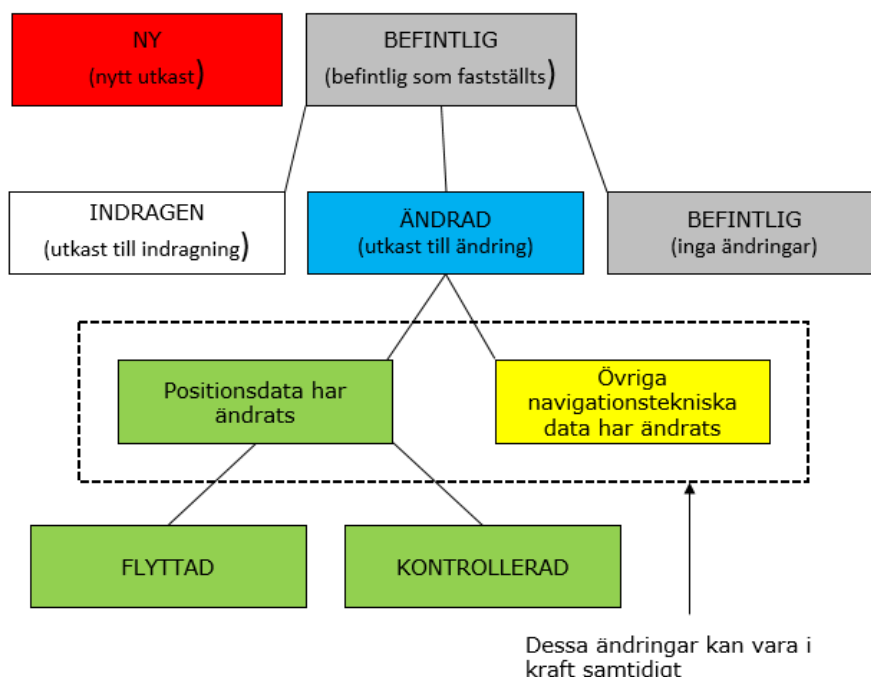 NY
(nytt utkast)
BEFINTLIG
(befintlig som fastställts)
INDRAGEN
(utkast till indragning)
ÄNDRAD
(utkast till ändring)
BEFINTLIG
(inga ändringar)
Positionsdata har
ändrats
Övriga
navigationstekniska
data har ändrats
FLYTTAD
KONTROLLERAD
Dessa ändringar kan vara i
kraft samtidigt